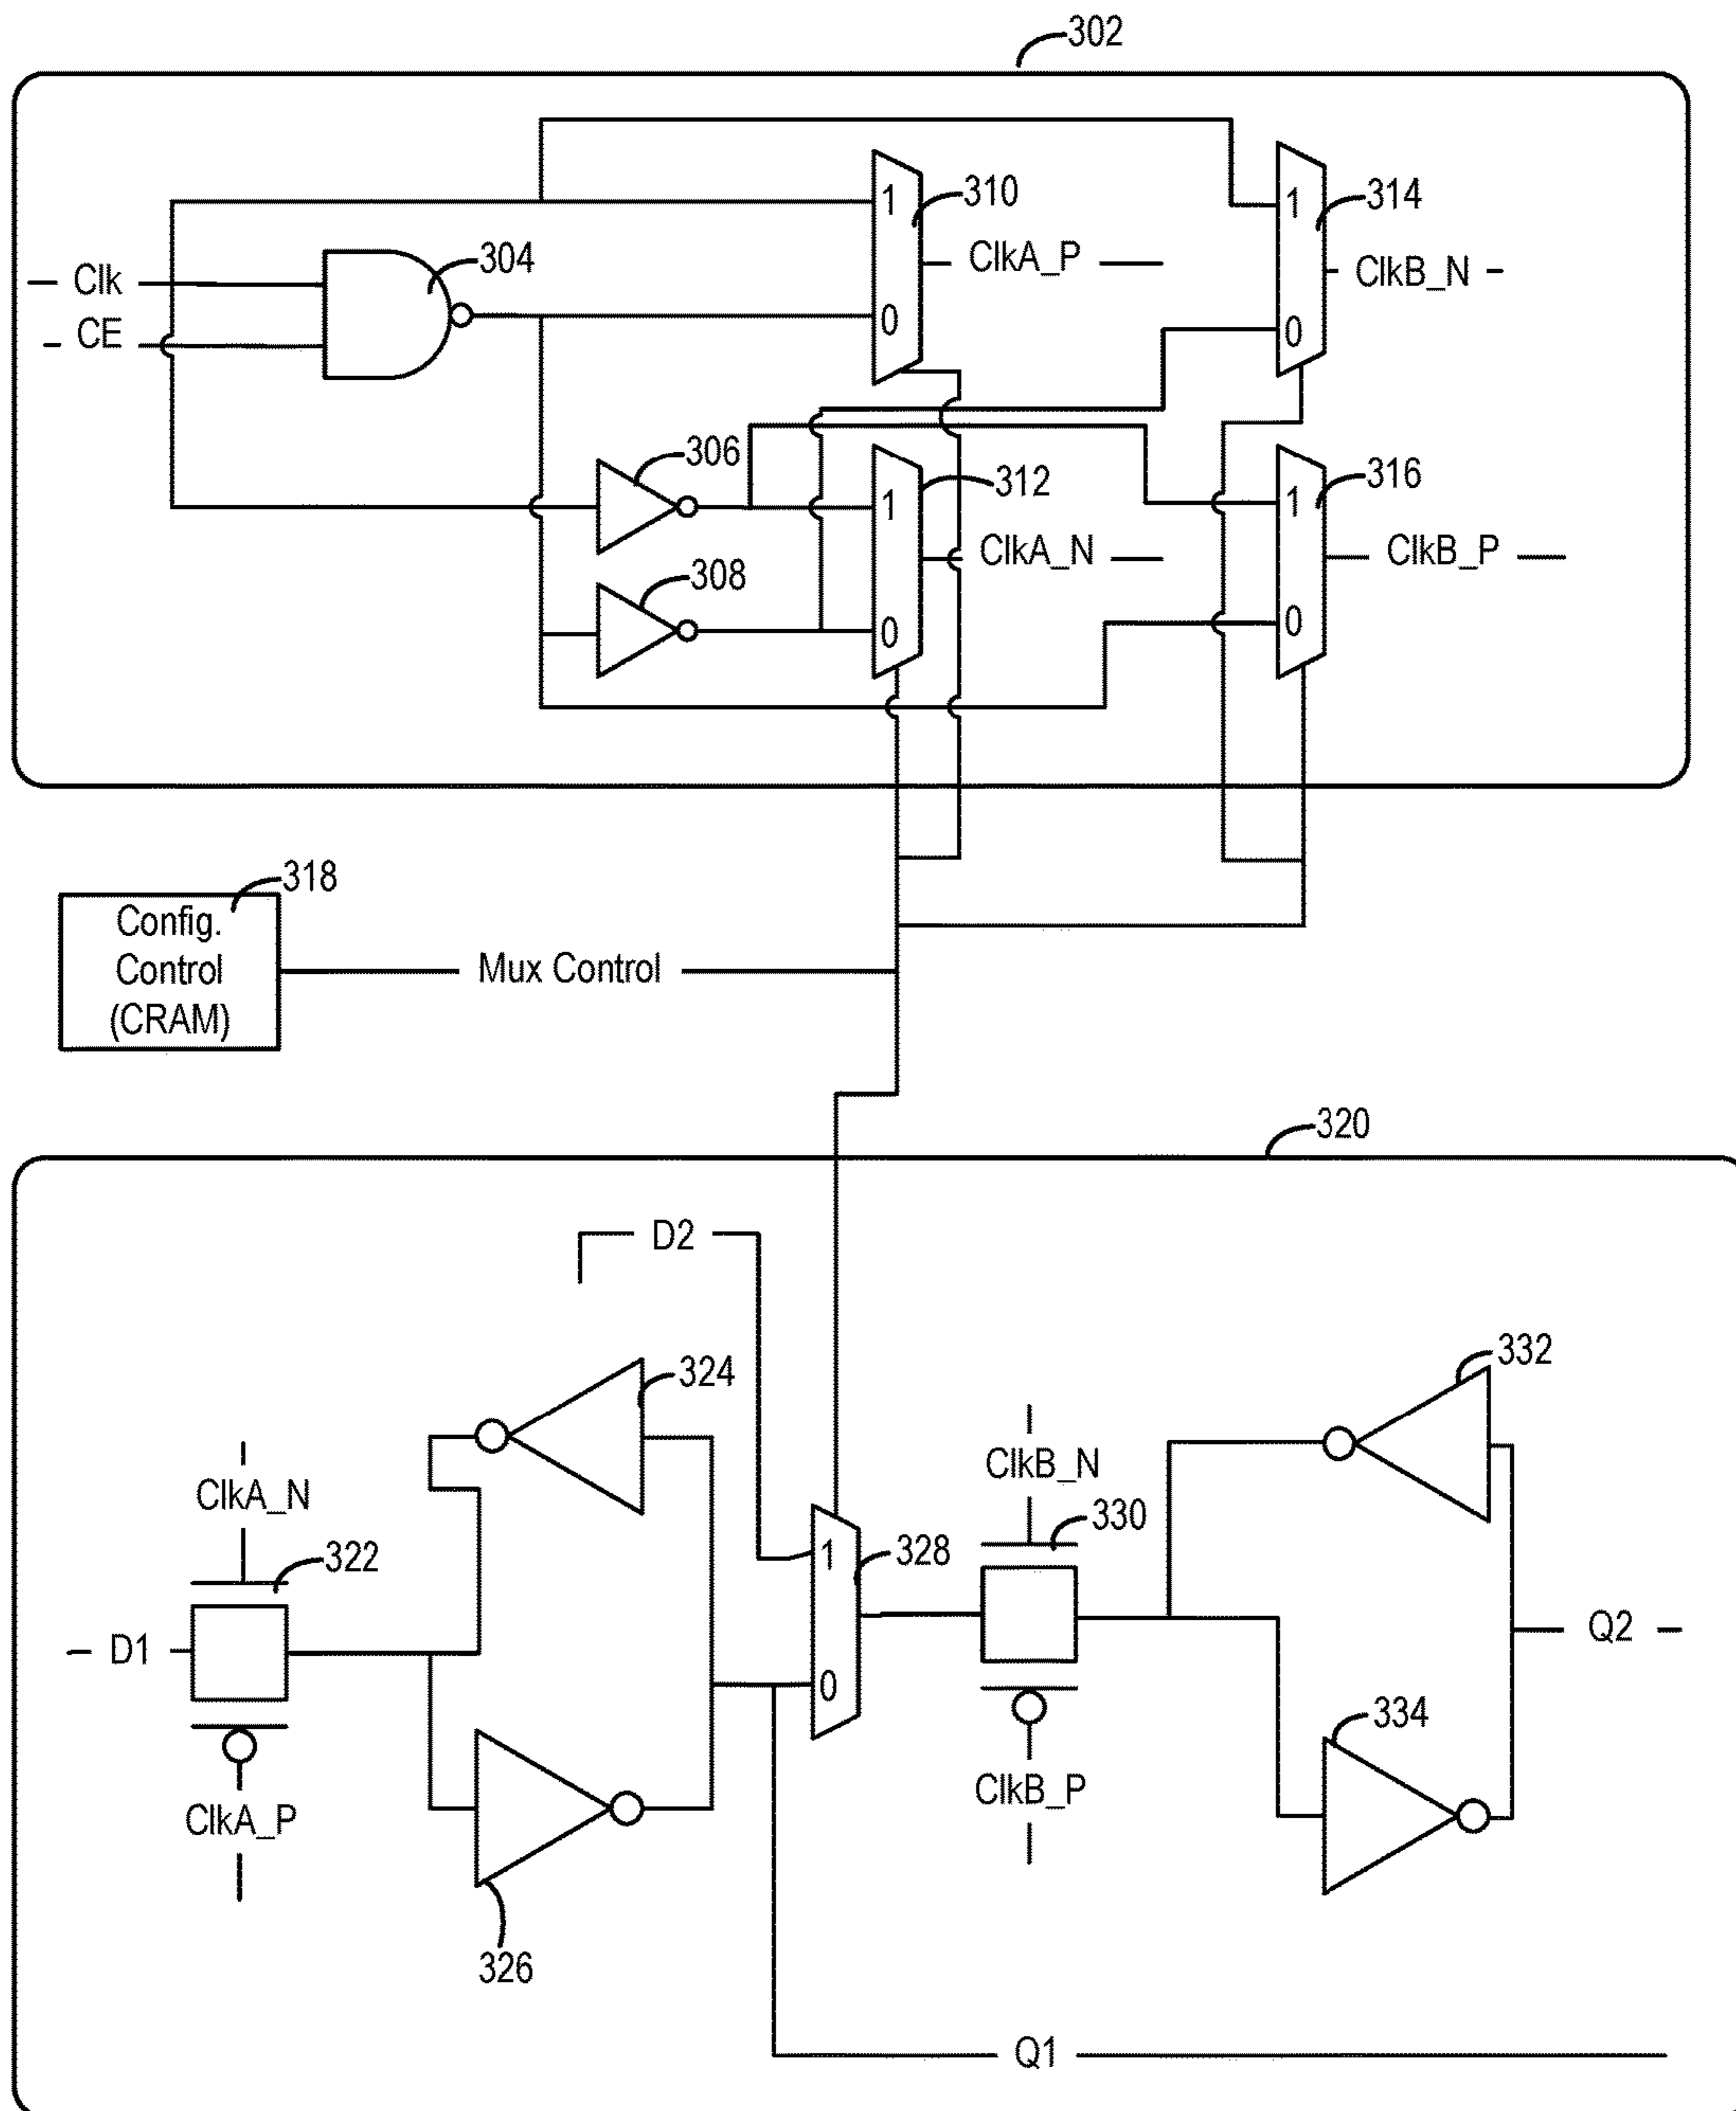 302
310
314
1
1
Clk
304
ClkA_P
ClkB_N
CE
0
0
306
312
316
1
1
ClkA_N
ClkB_P
308
0
0
318
Config.
Control
(CRAM)
Mux Control
320
D2
324
332
ClkA_N
ClkB_N
322
330
1
328
D1
Q2
0
334
ClkA_P
ClkB_P
326
Q1